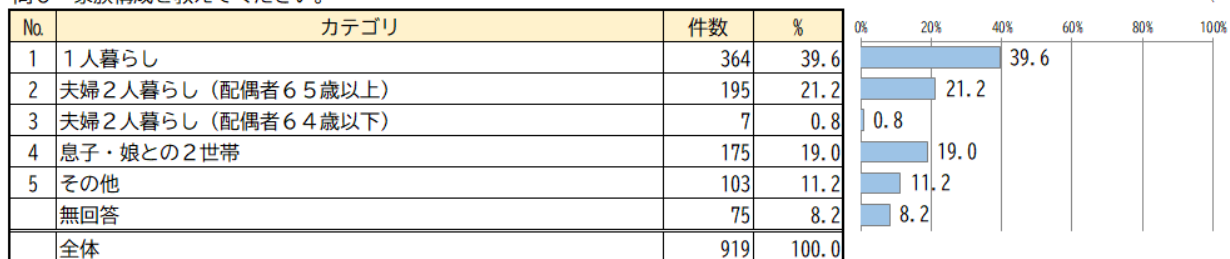 No. カテゴリ 件数 % 0% 20% 40% 60% 80% 100%
1 1人暮らし 364 39.6 39.6
2 夫婦2人暮らし(配偶者65歳以上) 195 21.2 21.2
3 夫婦2人暮らし(配偶者64歳以下) 7 0.8 0.8
4 息子・娘との2世帯 175 19.0 19.0
5 その他 103 11.2 11.2
無回答 75 8.2 8.2
全体 919 100.0